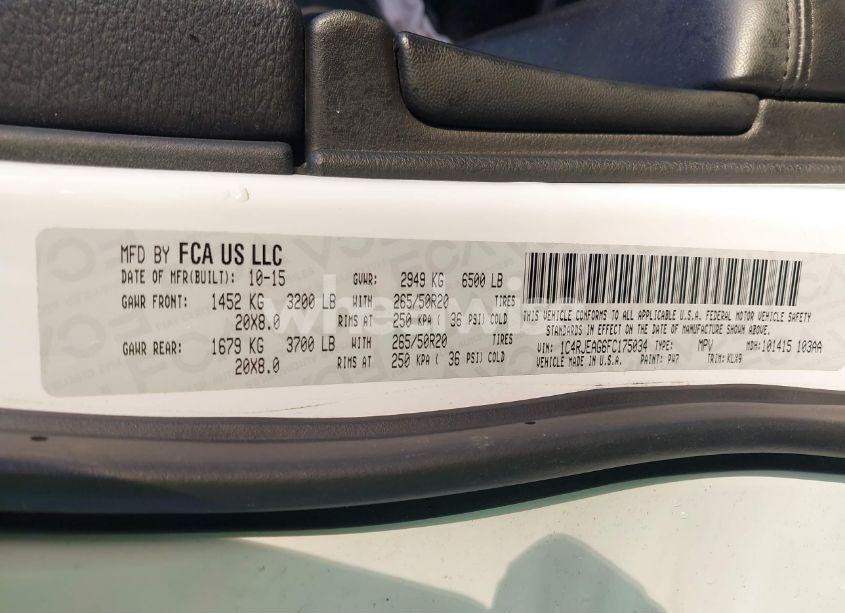 MFD BY FCA US LLC
DATE OF MFR(BUILT): 10-15 GVWR: 2949 KG 6500 LB
GAWR FRONT: 1452 KG 3200 LB WITH 265/50R20 TIRES
20X8.0 RIMS AT 250 KPA ( 36 PSI) COLD
GAWR REAR: 1679 KG 3700 LB WITH 265/50R20 TIRES
20X8.0 RIMS AT 250 KPA ( 36 PSI) COLD
THIS VEHICLE CONFORMS TO ALL APPLICABLE U.S.A. FEDERAL MOTOR VEHICLE SAFETY
STANDARDS IN EFFECT ON THE DATE OF MANUFACTURE SHOWN ABOVE.
VIN: 1C4RJEAG6FC175034 TYPE: MPV MDH: 101415 103AA
VEHICLE MADE IN U.S.A. PAINT: PW7 TRIM: KLX9